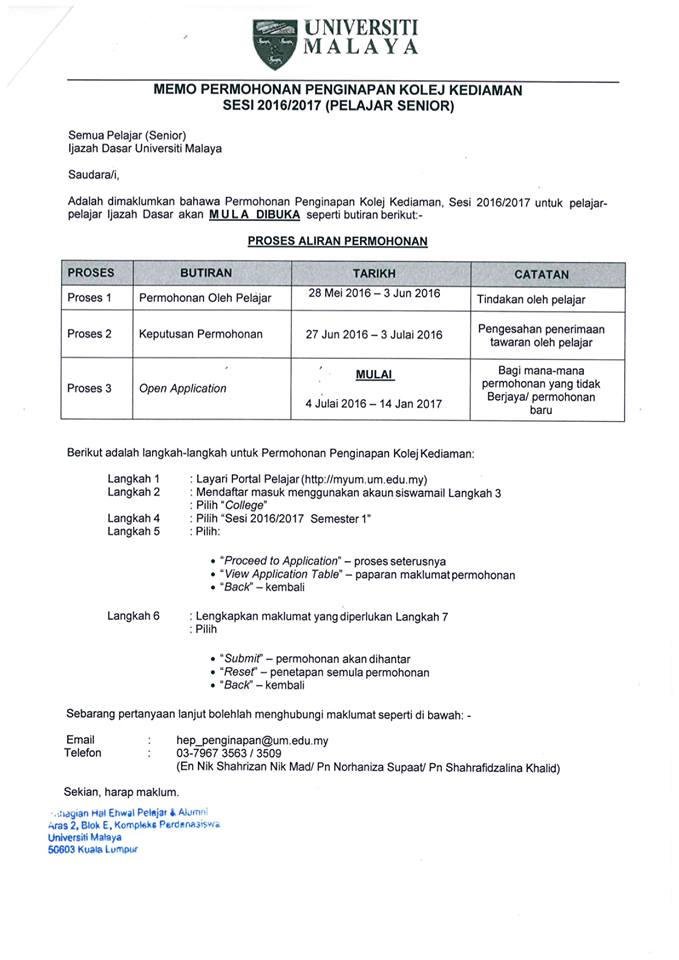 UNIVERSITI
MALAYA
MEMO PERMOHONAN PENGINAPAN KOLEJ KEDIAMAN
SESI 2016/2017 (PELAJAR SENIOR)
Semua Pelajar (Senior)
Ijazah Dasar Universiti Malaya
Saudara/i,
Adalah dimaklumkan bahawa Permohonan Penginapan Kolej Kediaman, Sesi 2016/2017 untuk pelajar-
pelajar Ijazah Dasar akan MULA DIBUKA seperti butiran berikut:-
PROSES ALIRAN PERMOHONAN
PROSES BUTIRAN TARIKH CATATAN
Proses 1 Permohonan Oleh Pelajar 28 Mei 2016 – 3 Jun 2016 Tindakan oleh pelajar
Proses 2 Keputusan Permohonan 27 Jun 2016 – 3 Julai 2016 Pengesahan penerimaan
tawaran oleh pelajar
Proses 3 Open Application MULAI
4 Julai 2016 – 14 Jan 2017
Bagi mana-mana
permohonan yang tidak
Berjaya/ permohonan
baru
Berikut adalah langkah-langkah untuk Permohonan Penginapan Kolej Kediaman:
Langkah 1 : Layari Portal Pelajar (http://myum.um.edu.my)
Langkah 2 : Mendaftar masuk menggunakan akaun siswamail Langkah 3
: Pilih “College”
Langkah 4 : Pilih “Sesi 2016/2017 Semester 1”
Langkah 5 : Pilih:
• “Proceed to Application” – proses seterusnya
• “View Application Table” – paparan maklumat permohonan
• “Back” – kembali
Langkah 6 : Lengkapkan maklumat yang diperlukan Langkah 7
: Pilih
• “Submit” – permohonan akan dihantar
• “Reset” – penetapan semula permohonan
• “Back” – kembali
Sebarang pertanyaan lanjut bolehlah menghubungi maklumat seperti di bawah: -
Email : hep_penginapan@um.edu.my
Telefon : 03-7967 3563 / 3509
(En Nik Shahrizan Nik Mad/ Pn Norhaniza Supaat/ Pn Shahrafidzalina Khalid)
Sekian, harap maklum.
Hal Ehwal Pelajar & Alumni
Aras 2, Blok E, Kompleks Perdanasiswa
Universiti Malaya
50603 Kuala Lumpur